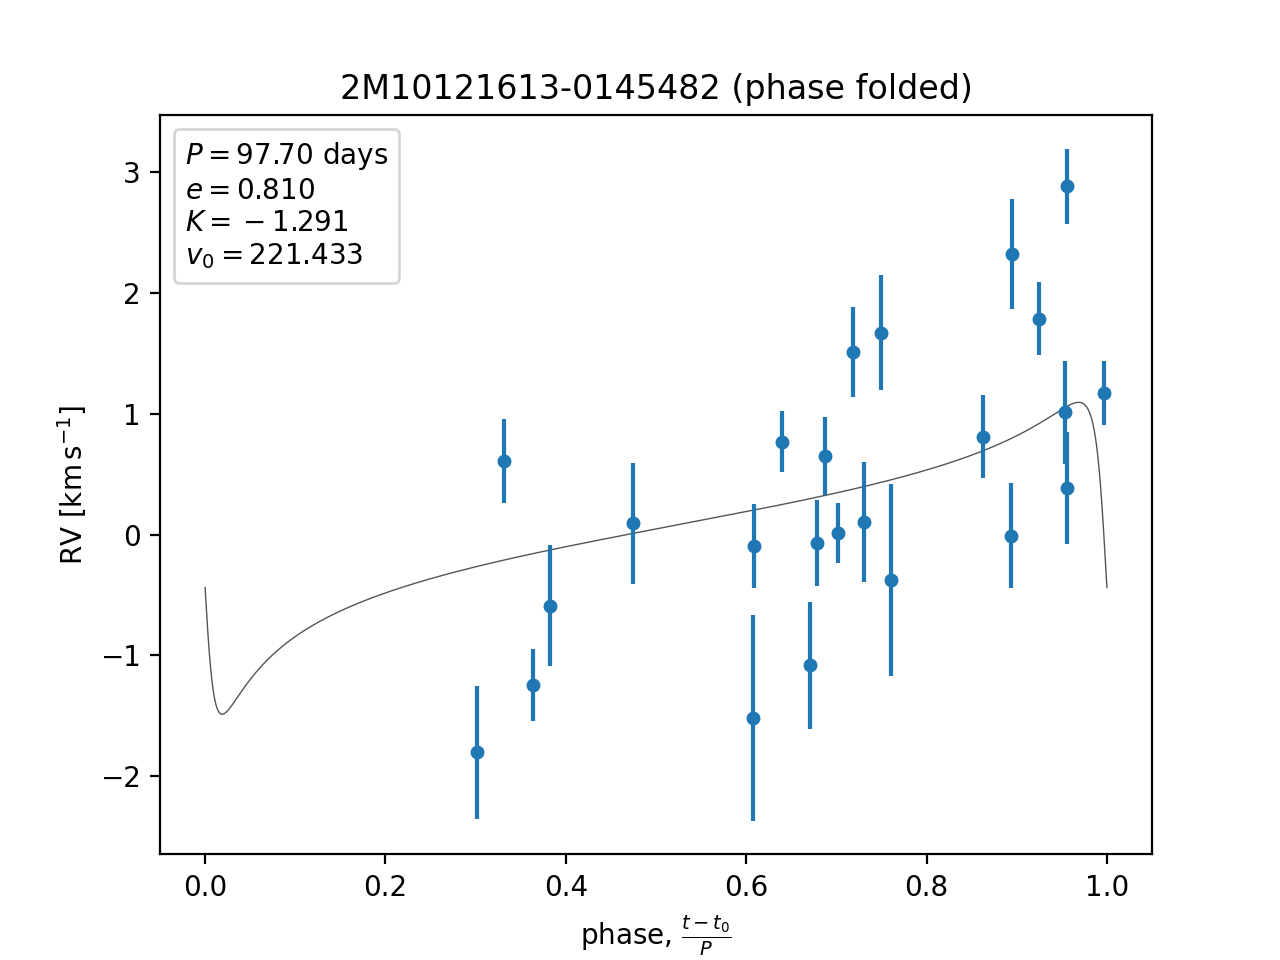 2M10121613-0145482 (phase folded)
P = 97.70 days
e = 0.810
K = −1.291
v₀ = 221.433
3
2
1
0
−1
−2
RV [km s⁻¹]
0.0 0.2 0.4 0.6 0.8 1.0
phase, (t − t₀)/P